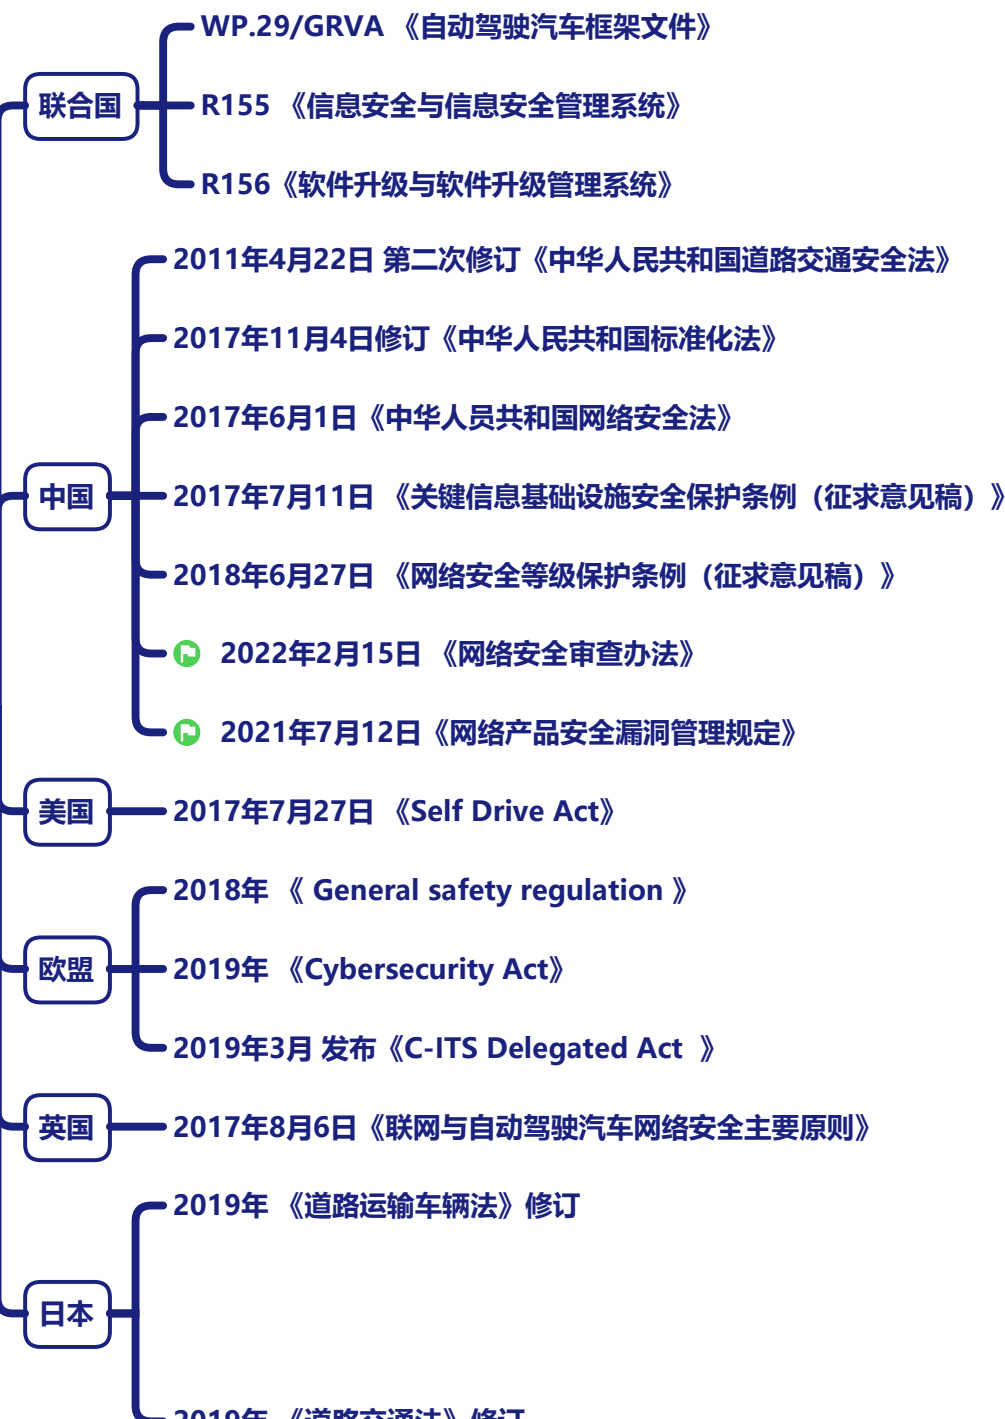 WP.29/GRVA 《自动驾驶汽车框架文件》
联合国
R155 《信息安全与信息安全管理系统》
R156《软件升级与软件升级管理系统》
2011年4月22日 第二次修订《中华人民共和国道路交通安全法》
2017年11月4日修订《中华人民共和国标准化法》
2017年6月1日《中华人员共和国网络安全法》
中国
2017年7月11日 《关键信息基础设施安全保护条例（征求意见稿）》
2018年6月27日 《网络安全等级保护条例（征求意见稿）》
2022年2月15日 《网络安全审查办法》
2021年7月12日《网络产品安全漏洞管理规定》
美国
2017年7月27日 《Self Drive Act》
2018年 《 General safety regulation 》
欧盟
2019年 《Cybersecurity Act》
2019年3月 发布《C-ITS Delegated Act 》
英国
2017年8月6日《联网与自动驾驶汽车网络安全主要原则》
2019年 《道路运输车辆法》修订
日本
2019年 《道路交通法》修订